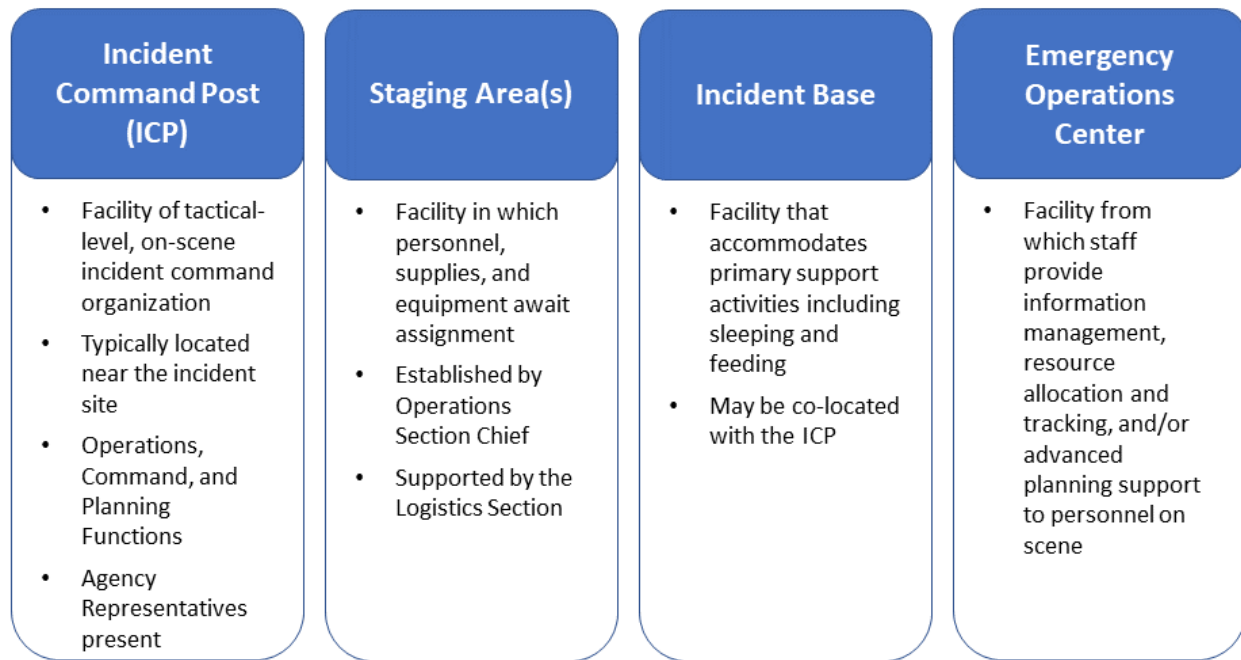 Incident
Command Post
(ICP)
• Facility of tactical-
level, on-scene
incident command
organization
• Typically located
near the incident
site
• Operations,
Command, and
Planning
Functions
• Agency
Representatives
present
Staging Area(s)
• Facility in which
personnel,
supplies, and
equipment await
assignment
• Established by
Operations
Section Chief
• Supported by the
Logistics Section
Incident Base
• Facility that
accommodates
primary support
activities including
sleeping and
feeding
• May be co-located
with the ICP
Emergency
Operations
Center
• Facility from
which staff
provide
information
management,
resource
allocation and
tracking, and/or
advanced
planning support
to personnel on
scene